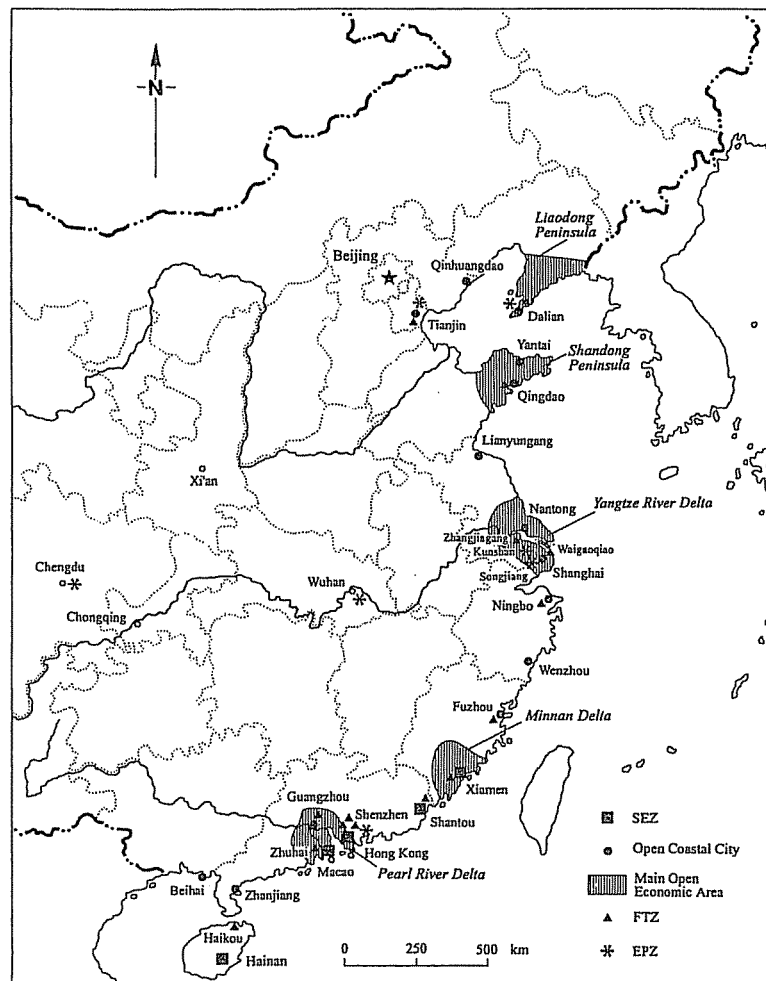 -N-
Liaodong
Peninsula
Beijing
Qinhuangdao
Tianjin
Dalian
Yantai
Shandong
Peninsula
Qingdao
Lianyungang
Xi'an
Nantong
Yangtze River Delta
Zhangjiagang
Waigaoqiao
Kunshan
Chengdu
Wuhan
Songjiang
Shanghai
Ningbo
Chongqing
Wenzhou
Fuzhou
Minnan Delta
Xiamen
Guangzhou
Shenzhen
Shantou
SEZ
Zhuhai
Hong Kong
Open Coastal City
Macao
Pearl River Delta
Main Open
Economic Area
Beihai
Zhanjiang
FTZ
Haikou
Hainan
0 250 500 km
EPZ